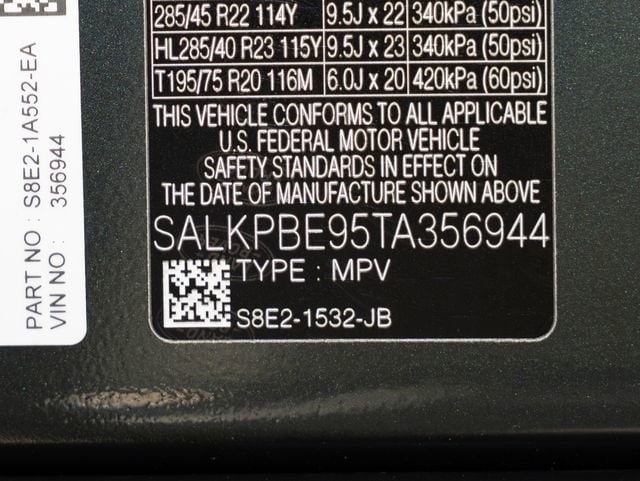 285/45 R22 114Y 9.5J x 22 340kPa (50psi)
HL285/40 R23 115Y 9.5J x 23 340kPa (50psi)
T195/75 R20 116M 6.0J x 20 420kPa (60psi)
THIS VEHICLE CONFORMS TO ALL APPLICABLE
U.S. FEDERAL MOTOR VEHICLE
SAFETY STANDARDS IN EFFECT ON
THE DATE OF MANUFACTURE SHOWN ABOVE
SALKPBE95TA356944
TYPE : MPV
S8E2-1532-JB
PART NO : S8E2-1A552-EA
VIN NO : 356944